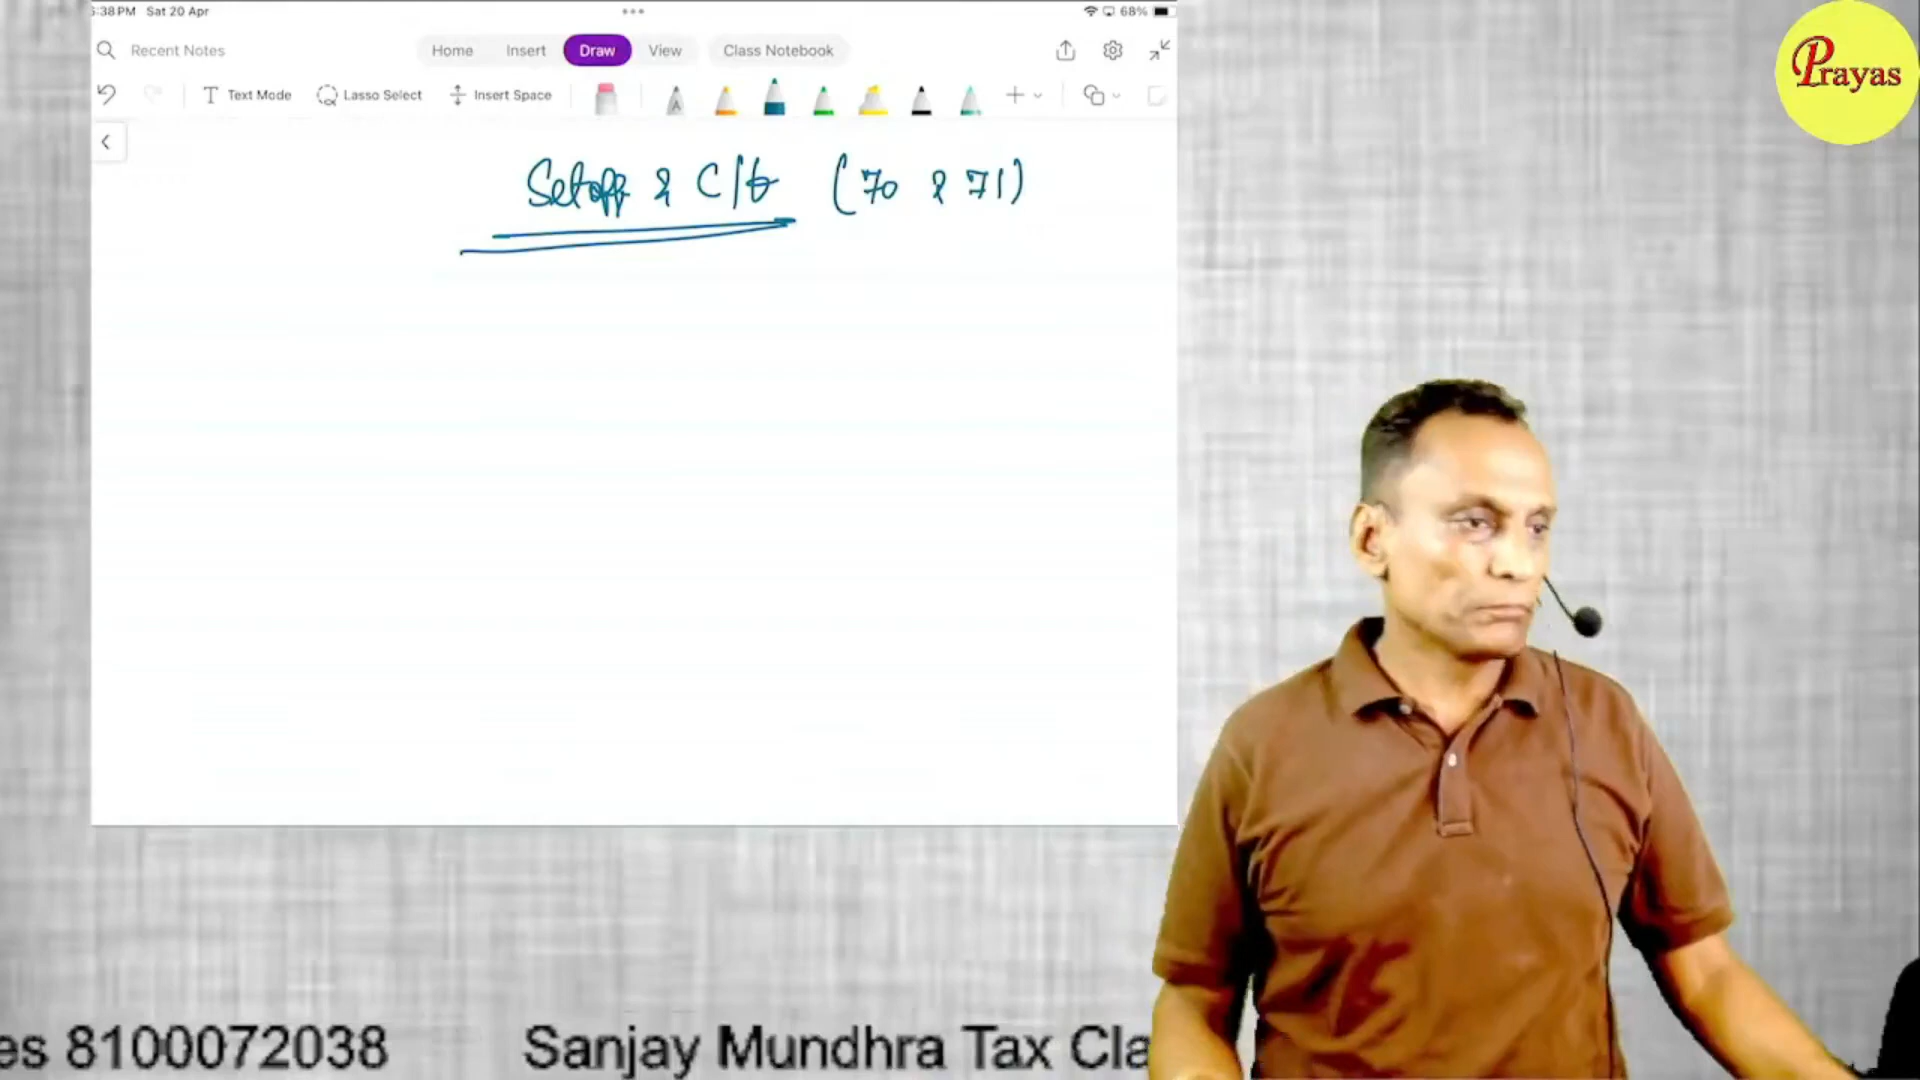 :38 PM Sat 20 Apr
68%
Recent Notes
Home Insert Draw View Class Notebook
Text Mode Lasso Select Insert Space
Setoff & C/f (70 & 71)
Prayas
es 8100072038 Sanjay Mundhra Tax Cla